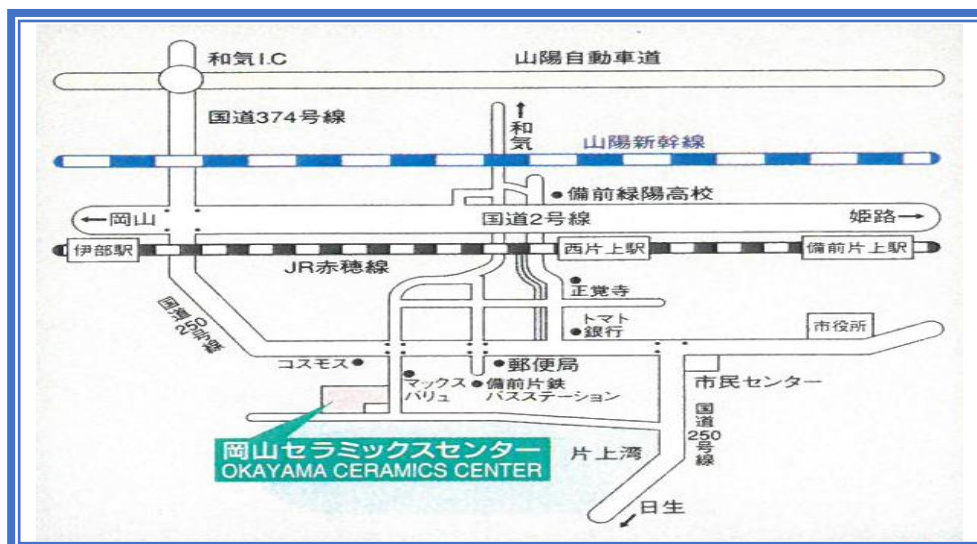 和気I.C
山陽自動車道
国道374号線
↑
和気
山陽新幹線
備前緑陽高校
←岡山
国道2号線
姫路→
伊部駅
西片上駅
備前片上駅
JR赤穂線
正覚寺
国道
250号線
トマト
銀行
市役所
コスモス
郵便局
マックス
バリュ
備前片鉄
バスステーション
市民センター
国道250号線
岡山セラミックスセンター
OKAYAMA CERAMICS CENTER
片上湾
日生